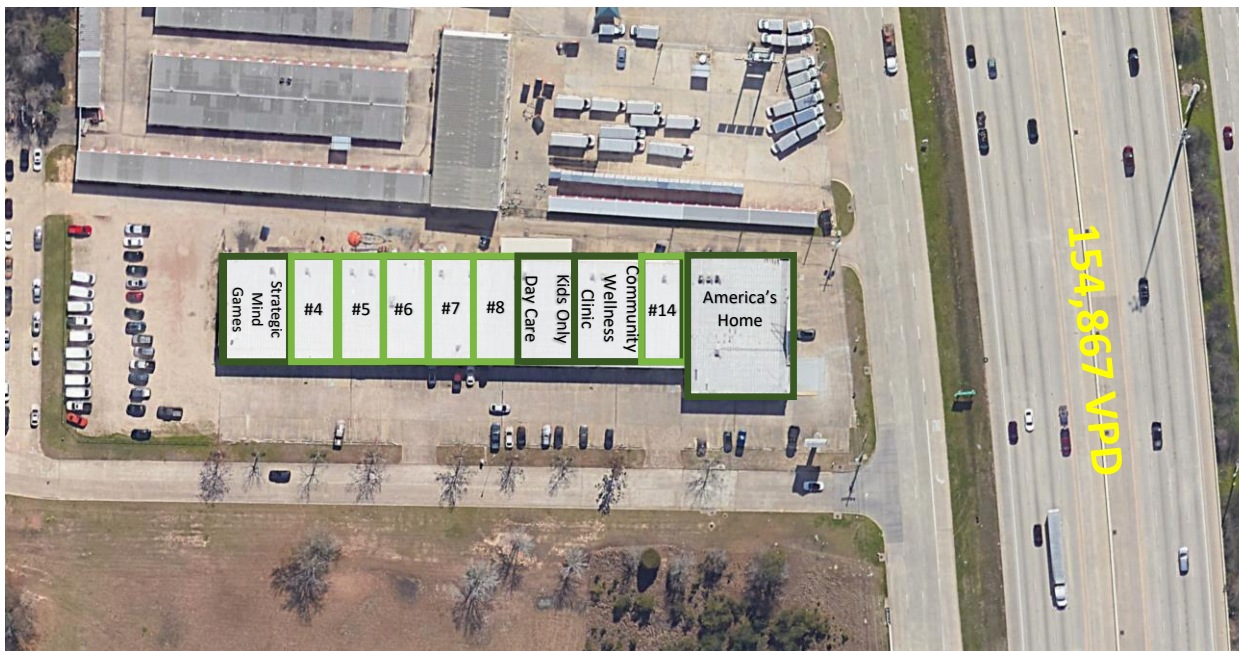 Strategic
Mind
Games
#4
#5
#6
#7
#8
Kids Only
Day Care
Community
Wellness
Clinic
#14
America's
Home
154,867 VPD